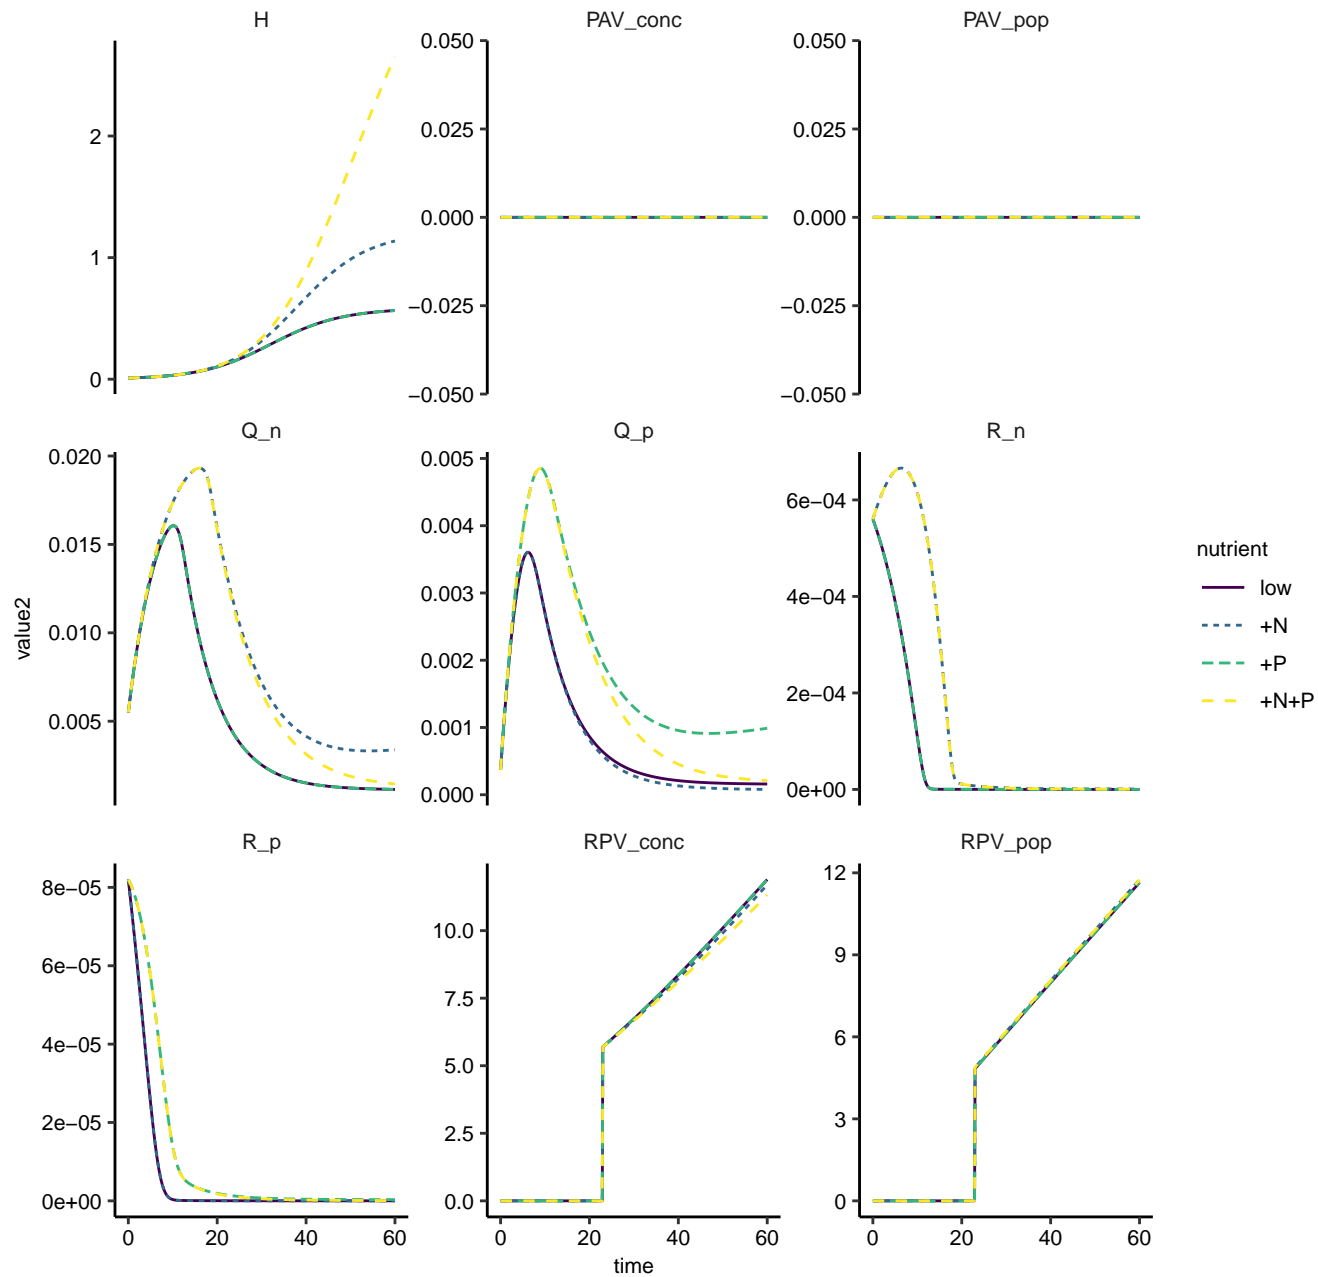 H
PAV_conc
PAV_pop
2
1
0
0.050
0.025
0.000
−0.025
−0.050
0.050
0.025
0.000
−0.025
−0.050
Q_n
Q_p
R_n
0.020
0.015
0.010
0.005
0.005
0.004
0.003
0.002
0.001
0.000
6e−04
4e−04
2e−04
0e+00
R_p
RPV_conc
RPV_pop
8e−05
6e−05
4e−05
2e−05
0e+00
10.0
7.5
5.0
2.5
0.0
12
9
6
3
0
0 20 40 60
0 20 40 60
0 20 40 60
time
value2
nutrient
low
+N
+P
+N+P